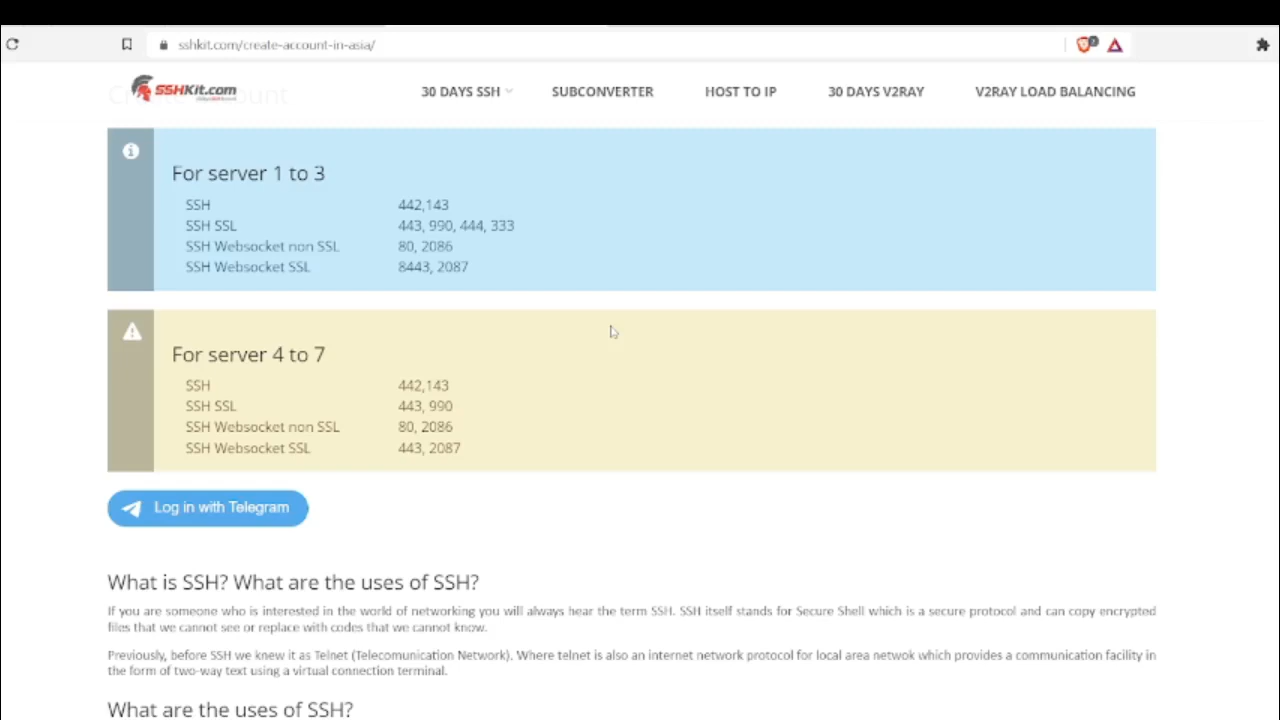 sshkit.com/create-account-in-asia/
SSHKit.com
30 DAYS SSH
SUBCONVERTER
HOST TO IP
30 DAYS V2RAY
V2RAY LOAD BALANCING
For server 1 to 3
SSH 442,143
SSH SSL 443, 990, 444, 333
SSH Websocket non SSL 80, 2086
SSH Websocket SSL 8443, 2087
For server 4 to 7
SSH 442,143
SSH SSL 443, 990
SSH Websocket non SSL 80, 2086
SSH Websocket SSL 443, 2087
Log in with Telegram
What is SSH? What are the uses of SSH?
If you are someone who is interested in the world of networking you will always hear the term SSH. SSH itself stands for Secure Shell which is a secure protocol and can copy encrypted
files that we cannot see or replace with codes that we cannot know.
Previously, before SSH we knew it as Telnet (Telecomunication Network). Where telnet is also an internet network protocol for local area netwok which provides a communication facility in
the form of two-way text using a virtual connection terminal.
What are the uses of SSH?